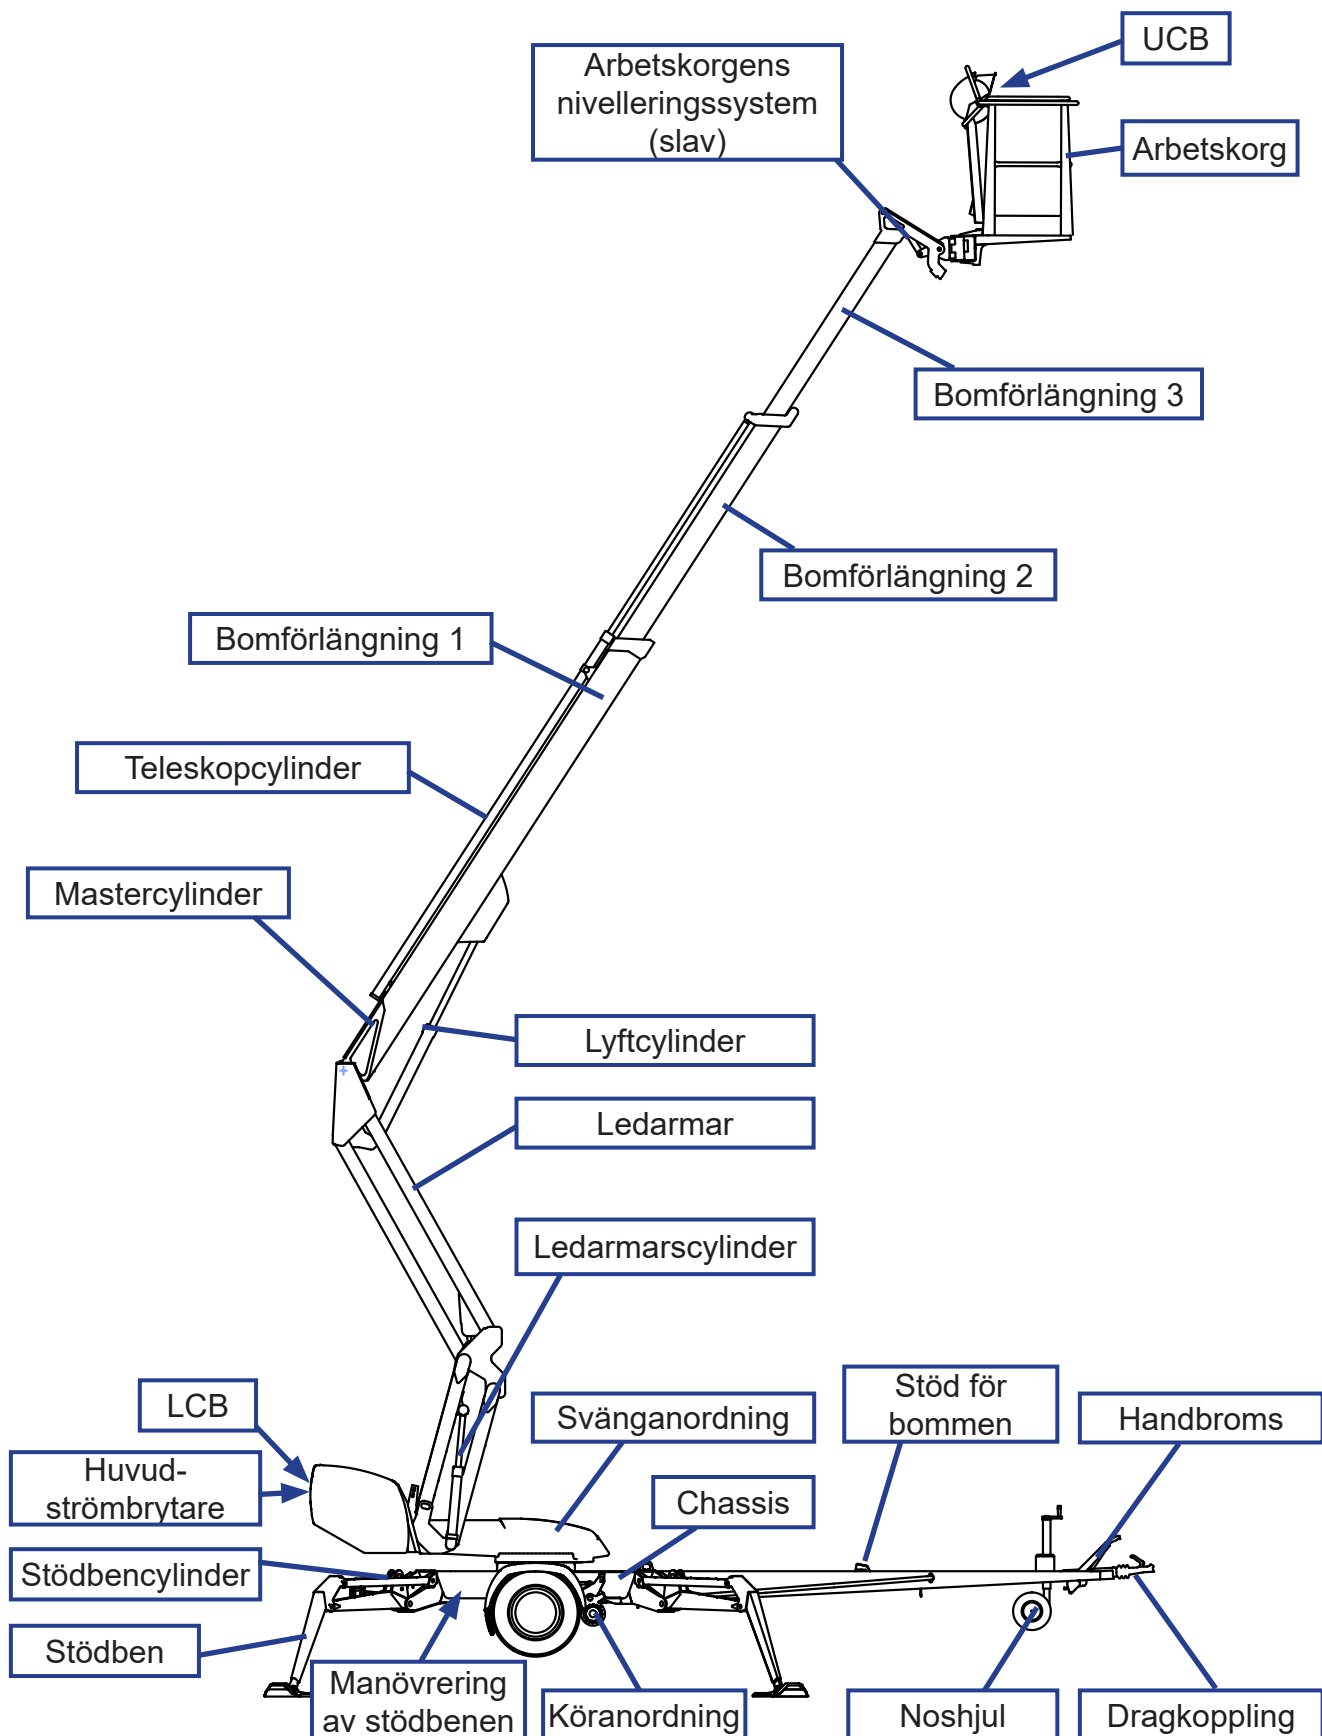 UCB
Arbetskorgens
nivelleringssystem
(slav)
Arbetskorg
Bomförlängning 3
Bomförlängning 2
Bomförlängning 1
Teleskopcylinder
Mastercylinder
Lyftcylinder
Ledarmar
Ledarmarscylinder
LCB
Svänganordning
Stöd för
bommen
Handbroms
Huvud-
strömbrytare
Chassis
Stödbencylinder
Stödben
Manövrering
av stödbenen
Köranordning
Noshjul
Dragkoppling